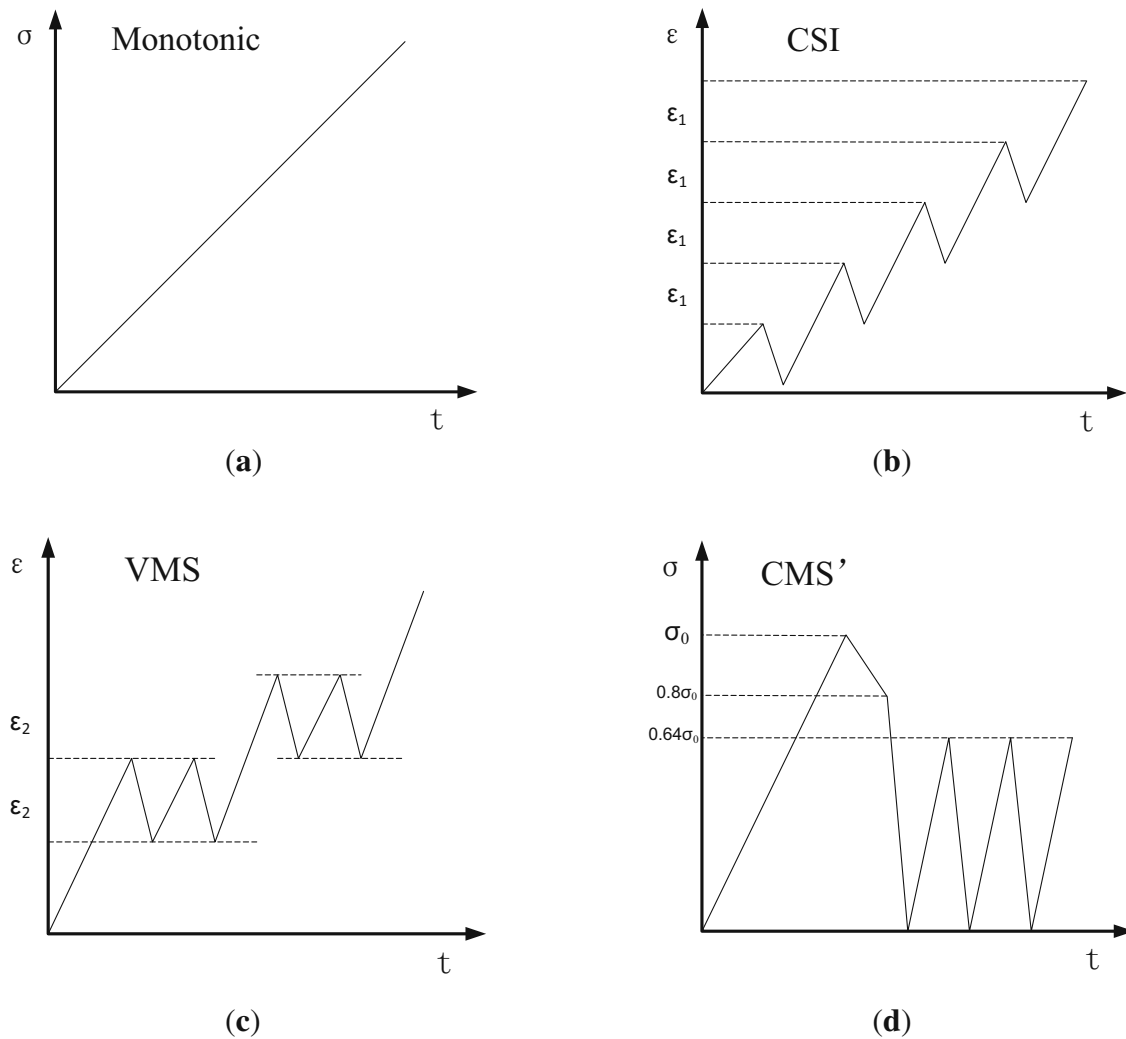 σ
Monotonic
t
(a)
ε
CSI
ε₁
ε₁
ε₁
ε₁
t
(b)
ε
VMS
ε₂
ε₂
t
(c)
σ
CMS’
σ₀
0.8σ₀
0.64σ₀
t
(d)